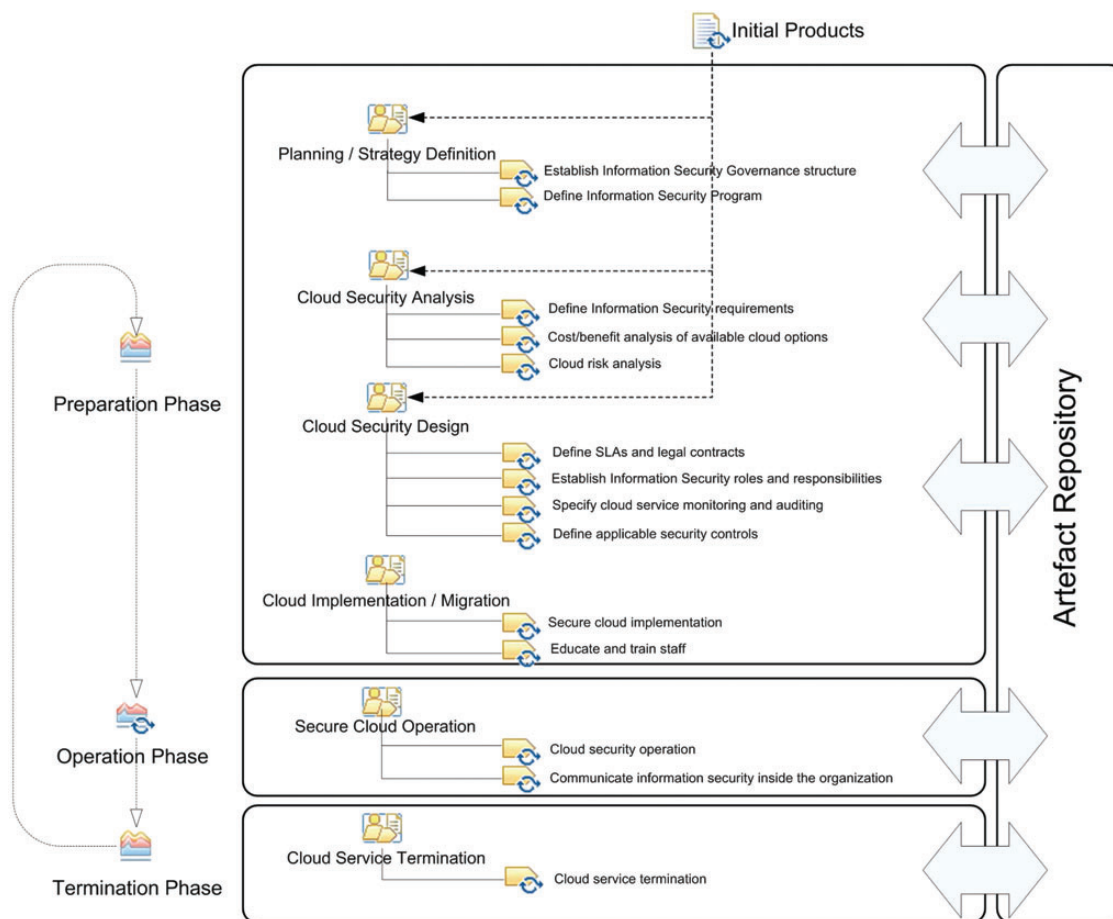 Initial Products
Planning / Strategy Definition
Establish Information Security Governance structure
Define Information Security Program
Cloud Security Analysis
Define Information Security requirements
Cost/benefit analysis of available cloud options
Cloud risk analysis
Preparation Phase
Cloud Security Design
Define SLAs and legal contracts
Establish Information Security roles and responsibilities
Specify cloud service monitoring and auditing
Define applicable security controls
Cloud Implementation / Migration
Secure cloud implementation
Educate and train staff
Artefact Repository
Operation Phase
Secure Cloud Operation
Cloud security operation
Communicate information security inside the organization
Termination Phase
Cloud Service Termination
Cloud service termination